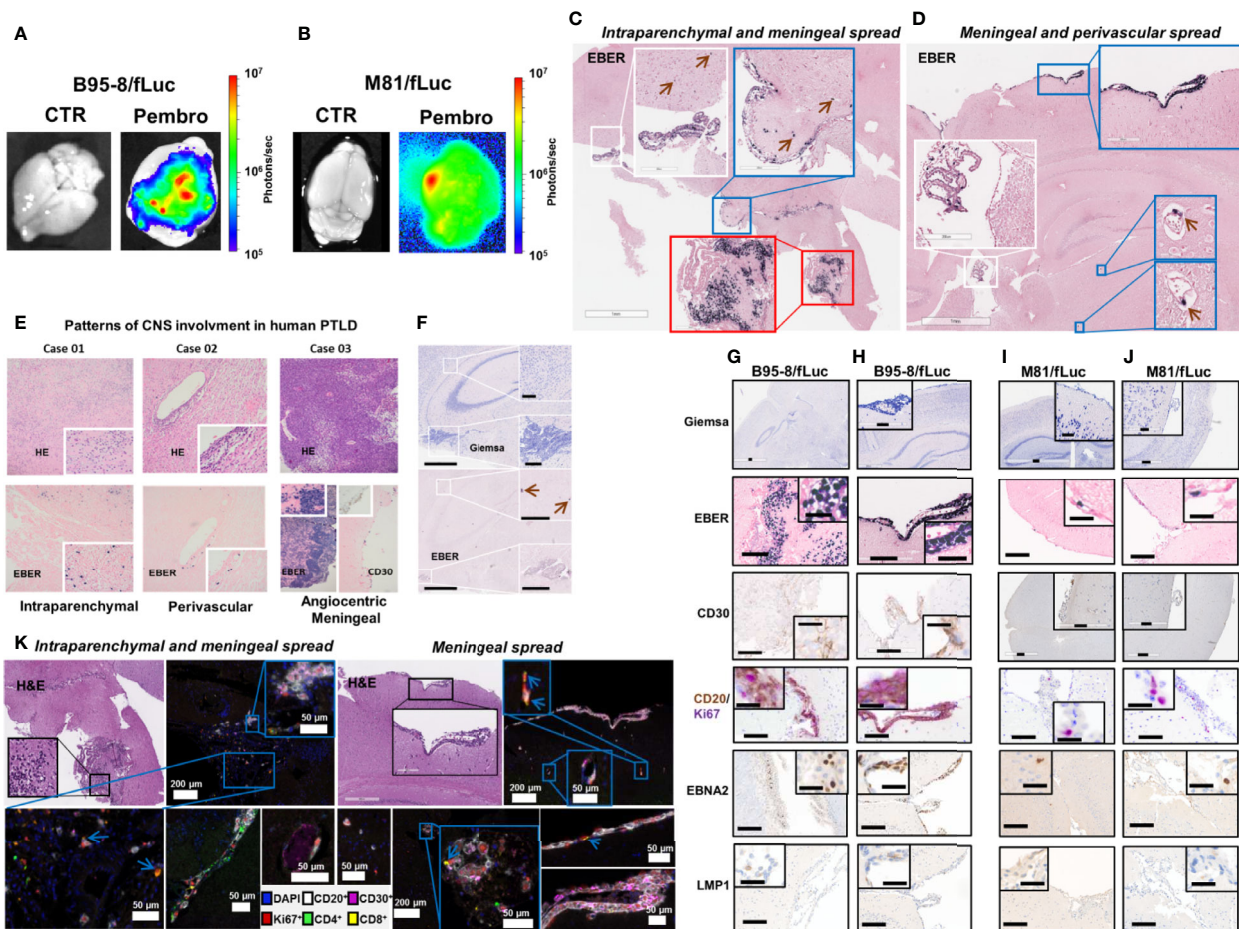 A
B95-8/fLuc
CTR
Pembro
10⁷
10⁶
10⁵
Photons/sec
B
M81/fLuc
CTR
Pembro
10⁷
10⁶
10⁵
Photons/sec
C
Intraparenchymal and meningeal spread
EBER
D
Meningeal and perivascular spread
EBER
E
Patterns of CNS involvment in human PTLD
Case 01
Case 02
Case 03
HE
HE
HE
EBER
EBER
EBER
CD30
Intraparenchymal
Perivascular
Angiocentric
Meningeal
F
Giemsa
EBER
G
H
I
J
B95-8/fLuc
B95-8/fLuc
M81/fLuc
M81/fLuc
Giemsa
EBER
CD30
CD20/
Ki67
EBNA2
LMP1
K
Intraparenchymal and meningeal spread
Meningeal spread
H&E
50 µm
200 µm
H&E
200 µm
50 µm
50 µm
50 µm
50 µm
50 µm
DAPI
CD20⁺
CD30⁺
Ki67⁺
CD4⁺
CD8⁺
200 µm
50 µm
50 µm
50 µm